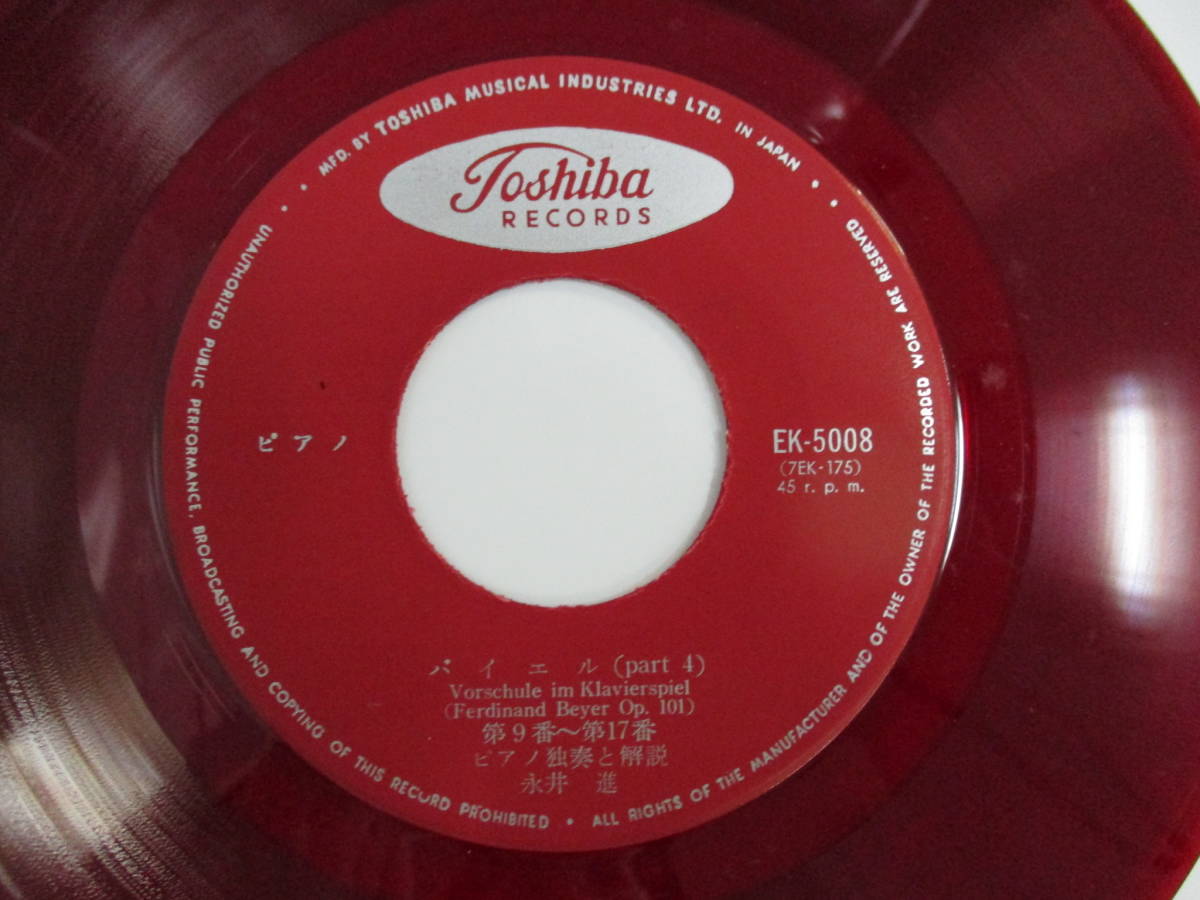 MFD. BY TOSHIBA MUSICAL INDUSTRIES LTD. IN JAPAN
Toshiba
RECORDS
ピアノ
EK-5008
(7EK-175)
45 r. p. m.
バイエル (part 4)
Vorschule im Klavierspiel
(Ferdinand Beyer Op. 101)
第9番～第17番
ピアノ独奏と解説
永井 進
UNAUTHORIZED PUBLIC PERFORMANCE, BROADCASTING AND COPYING OF THIS RECORD PROHIBITED • ALL RIGHTS OF THE MANUFACTURER AND OF THE OWNER OF THE RECORDED WORK ARE RESERVED